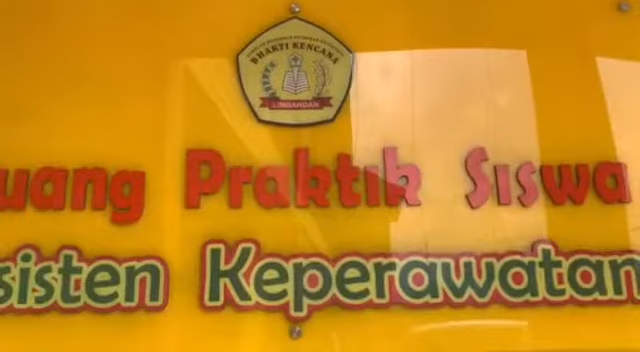 BHAKTI KENCANA
LIMBANGAN
uang Praktik Siswa
sisten Keperawatan